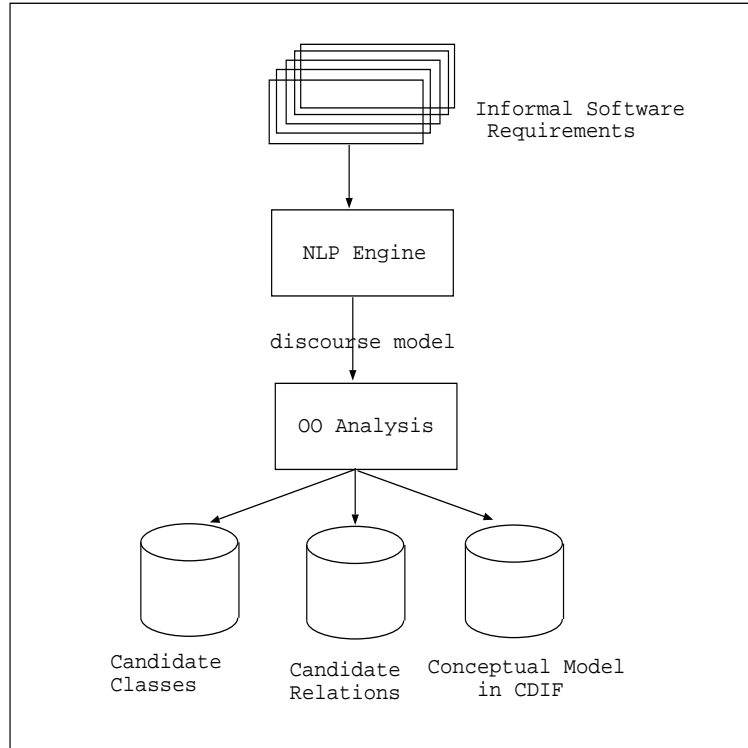 Informal Software
Requirements
NLP Engine
discourse model
OO Analysis
Candidate
Classes
Candidate
Relations
Conceptual Model
in CDIF